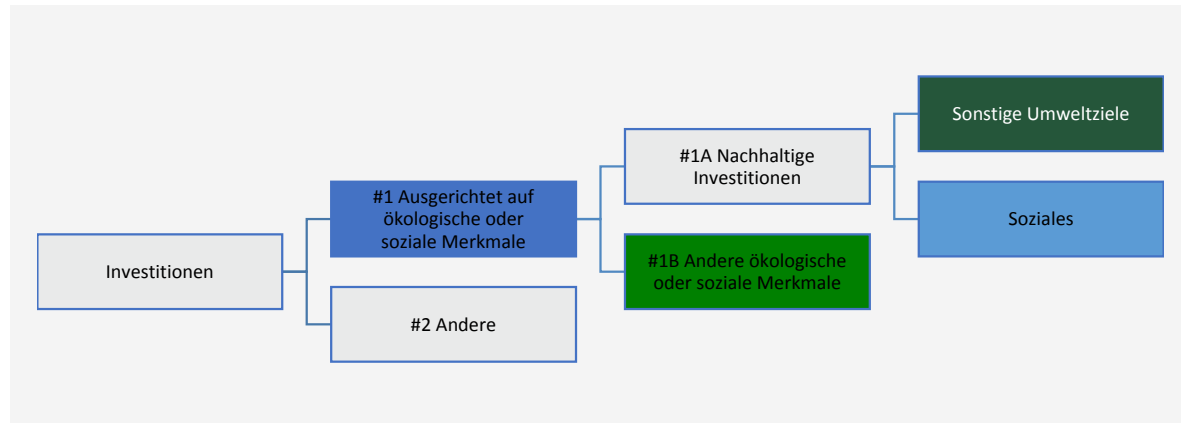 Investitionen
#1 Ausgerichtet auf
ökologische oder
soziale Merkmale
#2 Andere
#1A Nachhaltige
Investitionen
#1B Andere ökologische
oder soziale Merkmale
Sonstige Umweltziele
Soziales